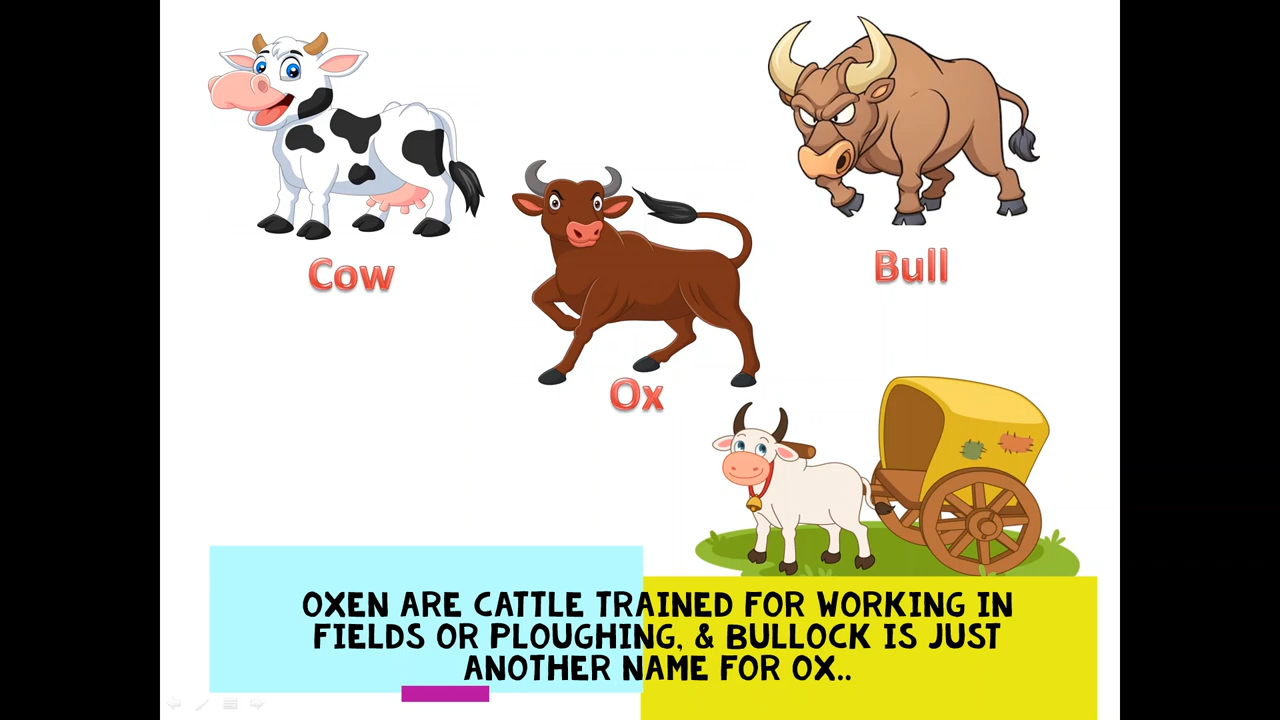 Cow
Bull
Ox
OXEN ARE CATTLE TRAINED FOR WORKING IN
FIELDS OR PLOUGHING, & BULLOCK IS JUST
ANOTHER NAME FOR OX..